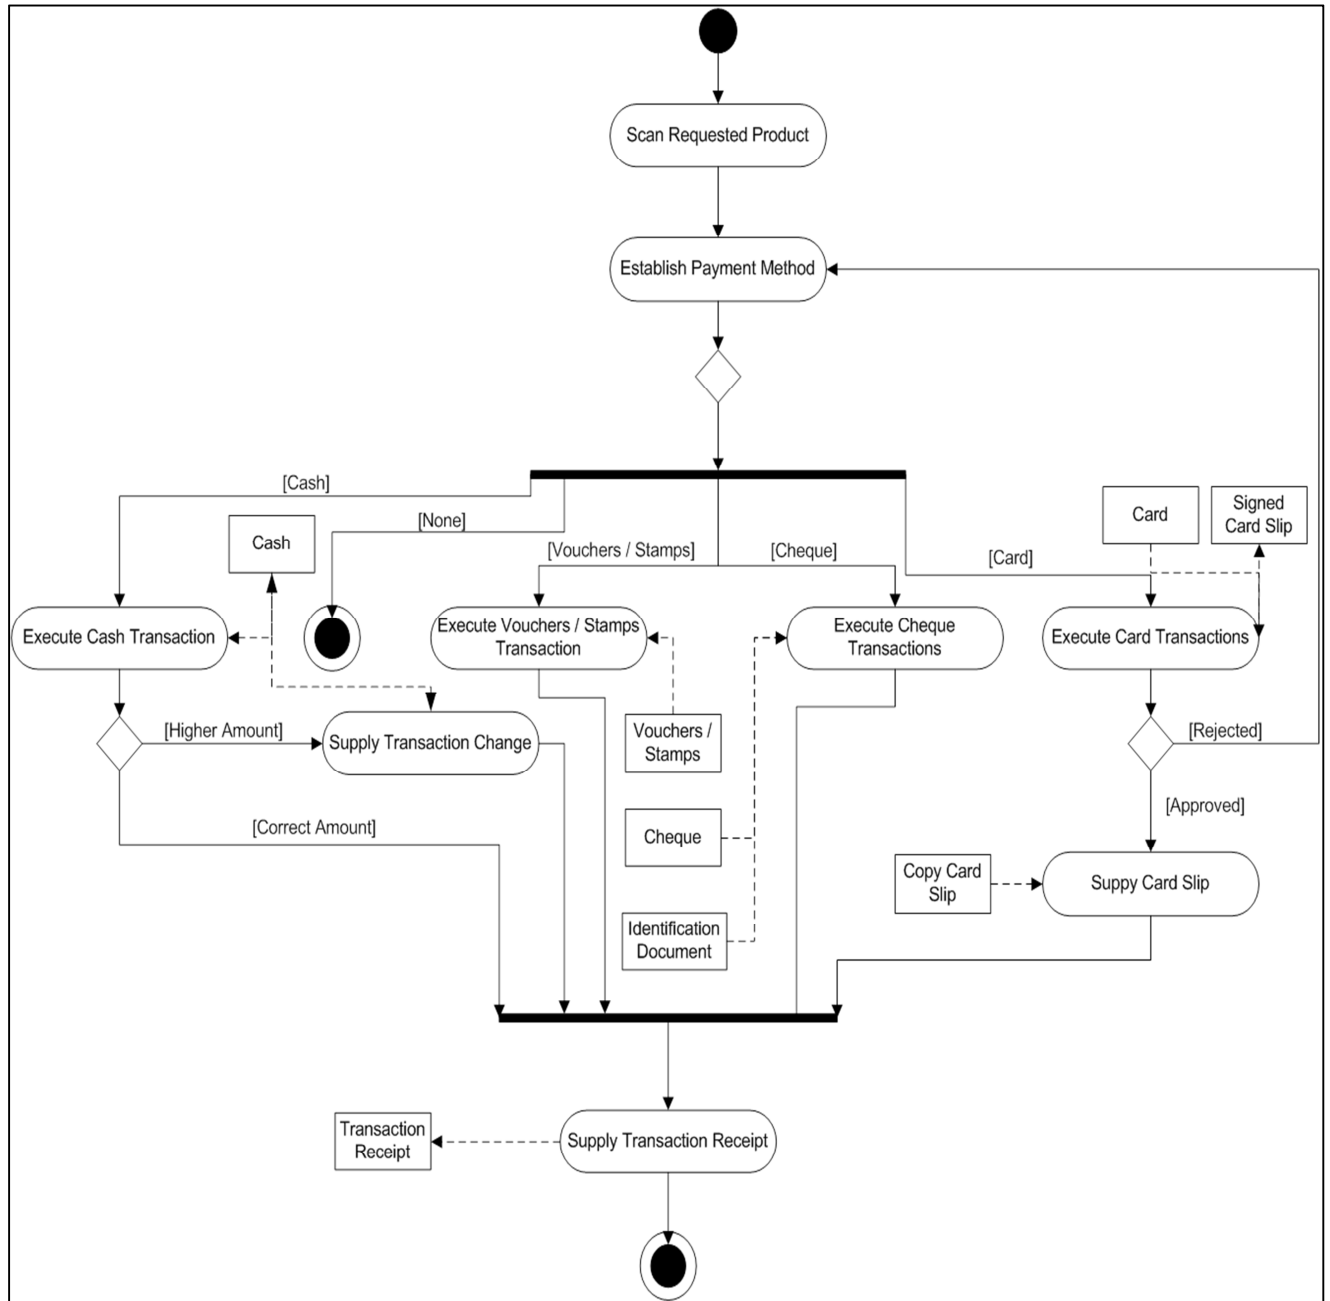 Scan Requested Product
Establish Payment Method
[Cash]
[None]
[Vouchers / Stamps]
[Cheque]
[Card]
Cash
Card
Signed
Card Slip
Execute Cash Transaction
Execute Vouchers / Stamps
Transaction
Execute Cheque
Transactions
Execute Card Transactions
[Higher Amount]
Supply Transaction Change
Vouchers /
Stamps
[Rejected]
[Approved]
[Correct Amount]
Cheque
Copy Card
Slip
Suppy Card Slip
Identification
Document
Transaction
Receipt
Supply Transaction Receipt